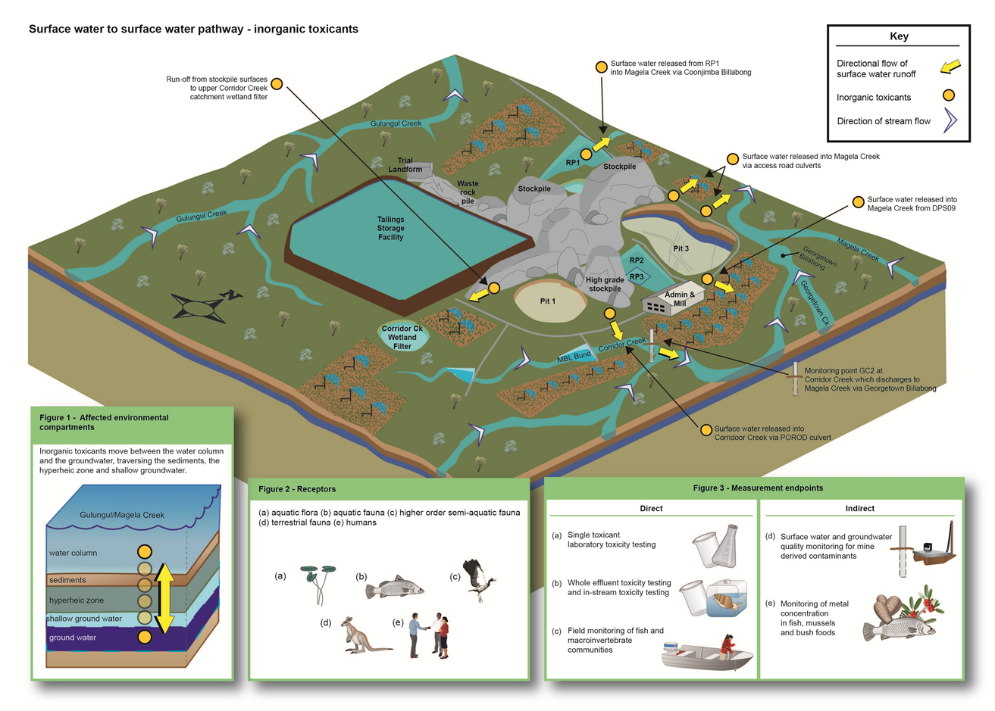 Surface water to surface water pathway - inorganic toxicants
Key
Directional flow of
surface water runoff
Inorganic toxicants
Direction of stream flow
Run-off from stockpile surfaces
to upper Corridor Creek
catchment wetland filter
Surface water released from RP1
into Magela Creek via Coonjimba Billabong
Surface water released into Magela Creek
via access road culverts
Surface water released into
Magela Creek from DPS09
Gulungul Creek
Gulungul Creek
Trial
Landform
Waste
rock
pile
RP1
Stockpile
Stockpile
Tailings
Storage
Facility
Pit 3
RP2
RP3
High grade
stockpile
Admin &
Mill
Pit 1
Magela Creek
Georgetown
Billabong
Georgetown Ck
N
Corridor Ck
Wetland
Filter
MBL Bund
Corridor Creek
Monitoring point GC2 at
Corridor Creek which discharges to
Magela Creek via Georgetown Billabong
Surface water released into
Corridoor Creek via POROD culvert
Figure 1 - Affected environmental
compartments
Inorganic toxicants move between the water column
and the groundwater, traversing the sediments, the
hyperheic zone and shallow groundwater.
Gulungul/Magela Creek
water column
sediments
hyperheic zone
shallow ground water
ground water
Figure 2 - Receptors
(a) aquatic flora (b) aquatic fauna (c) higher order semi-aquatic fauna
(d) terrestrial fauna (e) humans
(a)
(b)
(c)
(d)
(e)
Figure 3 - Measurement endpoints
Direct
(a) Single toxicant
laboratory toxicity testing
(b) Whole effluent toxicity testing
and in-stream toxicity testing
(c) Field monitoring of fish and
macroinvertebrate
communities
Indirect
(d) Surface water and groundwater
quality monitoring for mine
derived contaminants
(e) Monitoring of metal
concentration
in fish, mussels
and bush foods